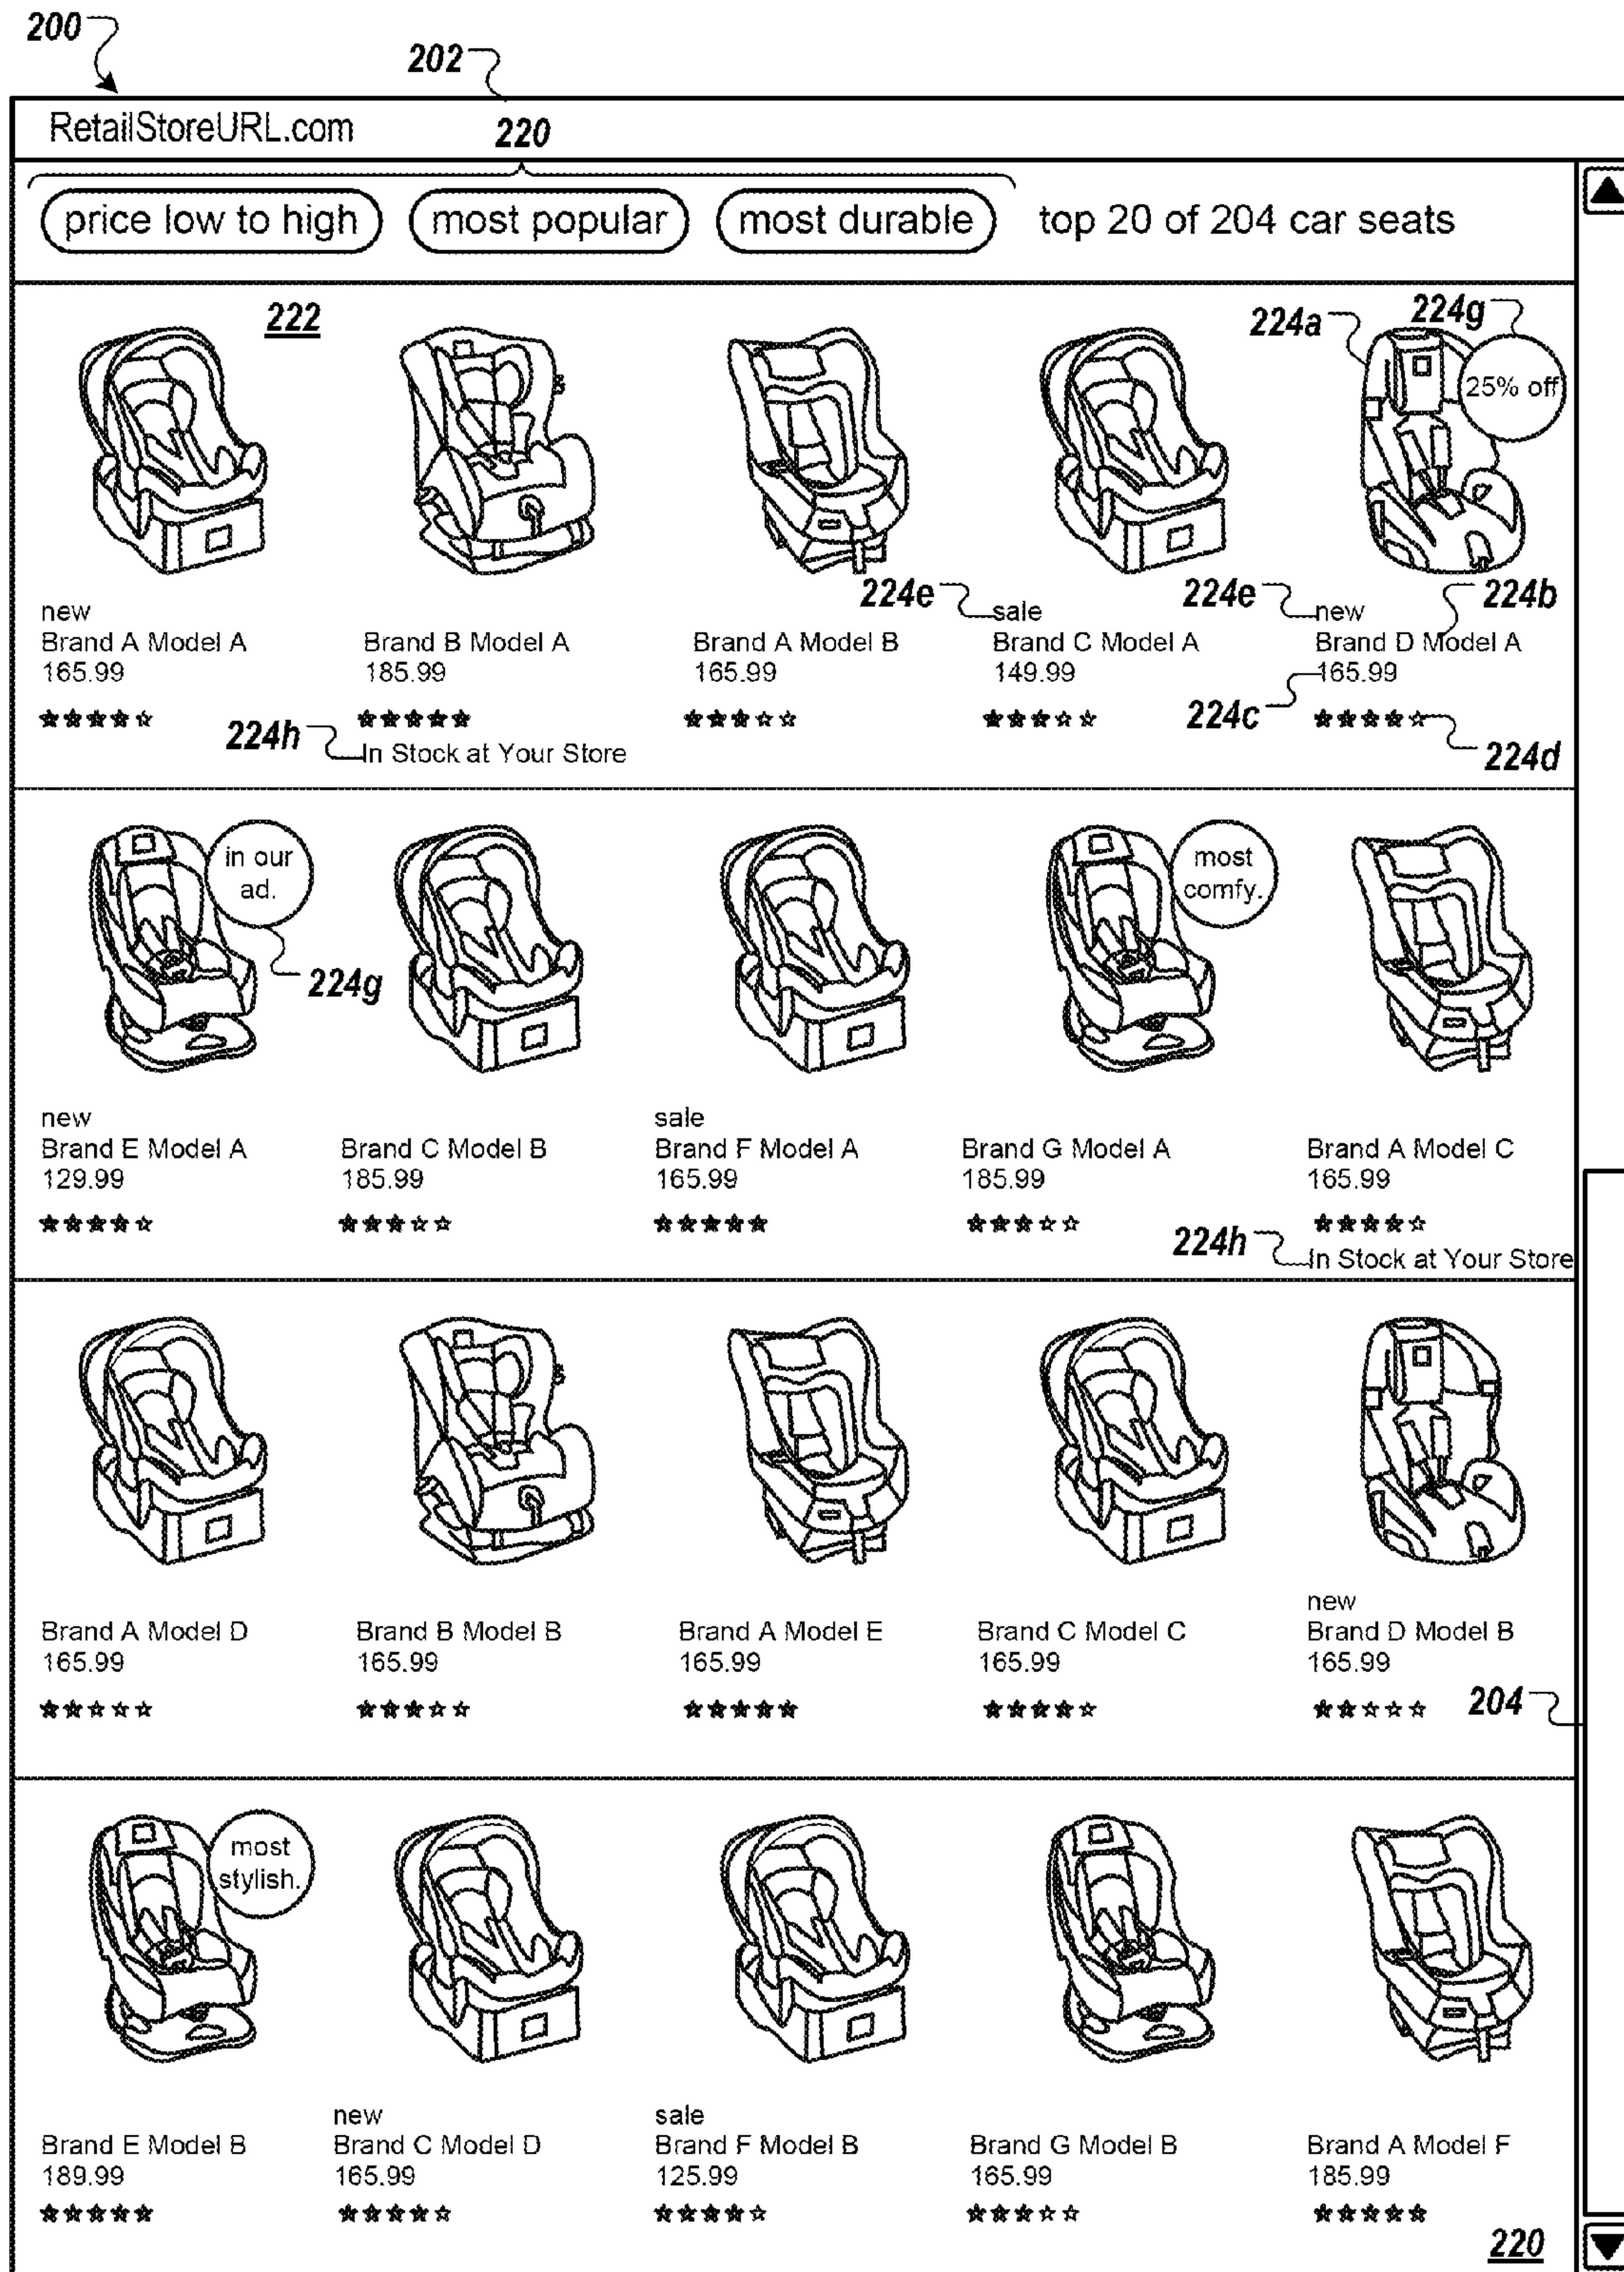 200
202
RetailStoreURL.com
220
price low to high most popular most durable top 20 of 204 car seats
222
224a 224g
25% off
224e 224e 224b
new sale new
Brand A Model A Brand B Model A Brand A Model B Brand C Model A Brand D Model A
165.99 185.99 165.99 149.99 165.99
224c
★★★★☆ ★★★★★ ★★★☆☆ ★★★☆☆ ★★★★☆
224h In Stock at Your Store 224d
in our
ad.
most
comfy.
224g
new sale
Brand E Model A Brand C Model B Brand F Model A Brand G Model A Brand A Model C
129.99 185.99 165.99 185.99 165.99
★★★★☆ ★★★☆☆ ★★★★★ ★★★☆☆ ★★★★☆
224h In Stock at Your Store
new
Brand A Model D Brand B Model B Brand A Model E Brand C Model C Brand D Model B
165.99 165.99 165.99 165.99 165.99
★★☆☆☆ ★★★☆☆ ★★★★★ ★★★★☆ ★★☆☆☆ 204
most
stylish.
new sale
Brand E Model B Brand C Model D Brand F Model B Brand G Model B Brand A Model F
189.99 165.99 125.99 165.99 185.99
★★★★★ ★★★★☆ ★★★★☆ ★★★☆☆ ★★★★★
220